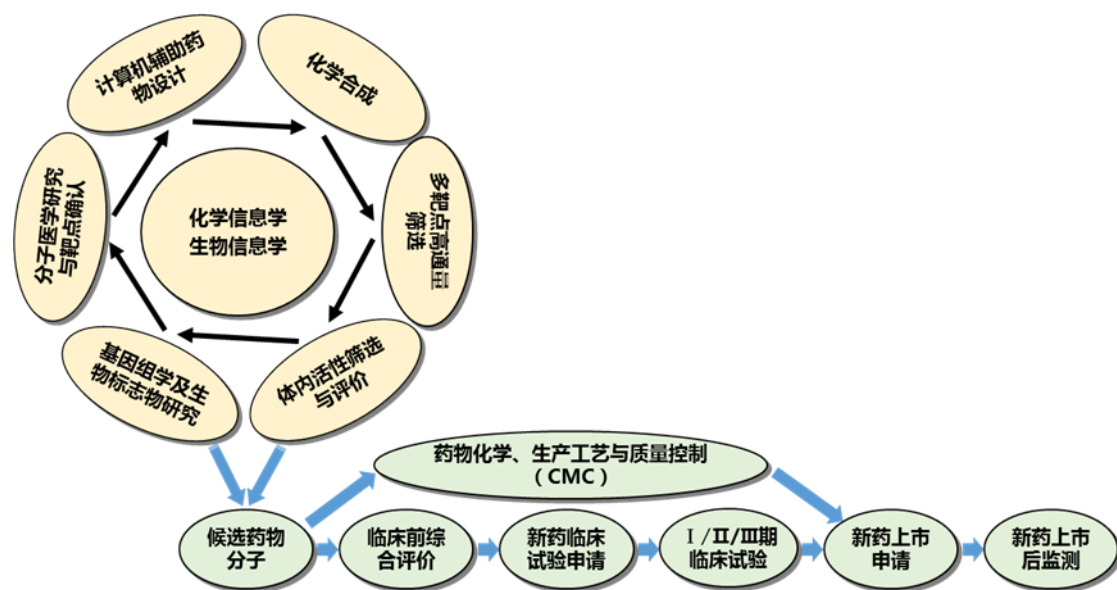 计算机辅助药
物设计
化学合成
多靶点高通量
筛选
分子医学研究
与靶点确认
化学信息学
生物信息学
基因组学及生
物标志物研究
体内活性筛选
与评价
药物化学、生产工艺与质量控制
（CMC）
候选药物
分子
临床前综
合评价
新药临床
试验申请
Ⅰ/Ⅱ/Ⅲ期
临床试验
新药上市
申请
新药上市
后监测